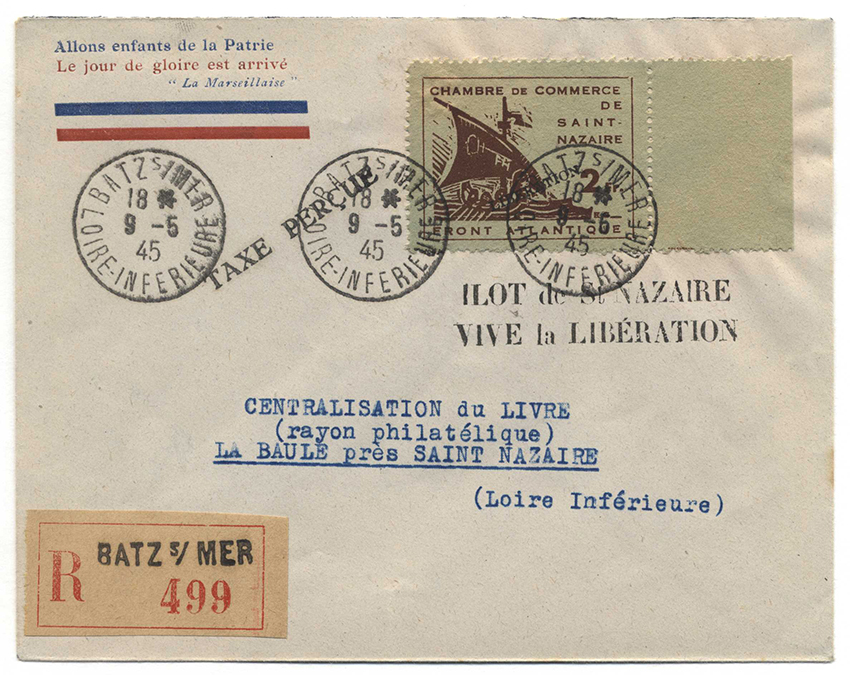 Allons enfants de la Patrie
Le jour de gloire est arrivé
" La Marseillaise "
CHAMBRE DE COMMERCE
DE
SAINT-
NAZAIRE
2
FRONT ATLANTIQUE
BATZ S/MER
18 *
9 - 5
45
LOIRE-INFERIEURE
TAXE PERÇUE
BATZ S/MER
18 *
9 - 5
45
LOIRE-INFERIEURE
BATZ S/MER
18 *
9 - 5
45
LOIRE-INFERIEURE
ILOT de St NAZAIRE
VIVE la LIBÉRATION
CENTRALISATION du LIVRE
(rayon philatélique)
LA BAULE près SAINT NAZAIRE
(Loire Inférieure)
R BATZ S/ MER
499